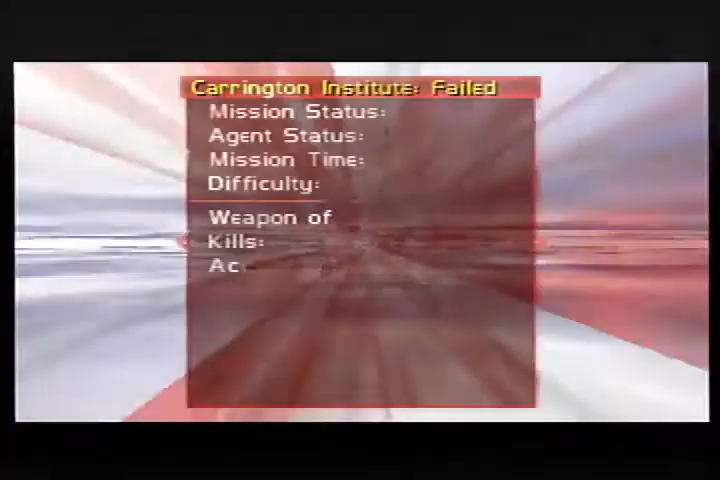 Carrington Institute: Failed
Mission Status:
Agent Status:
Mission Time:
Difficulty:
Weapon of
Kills:
Ac